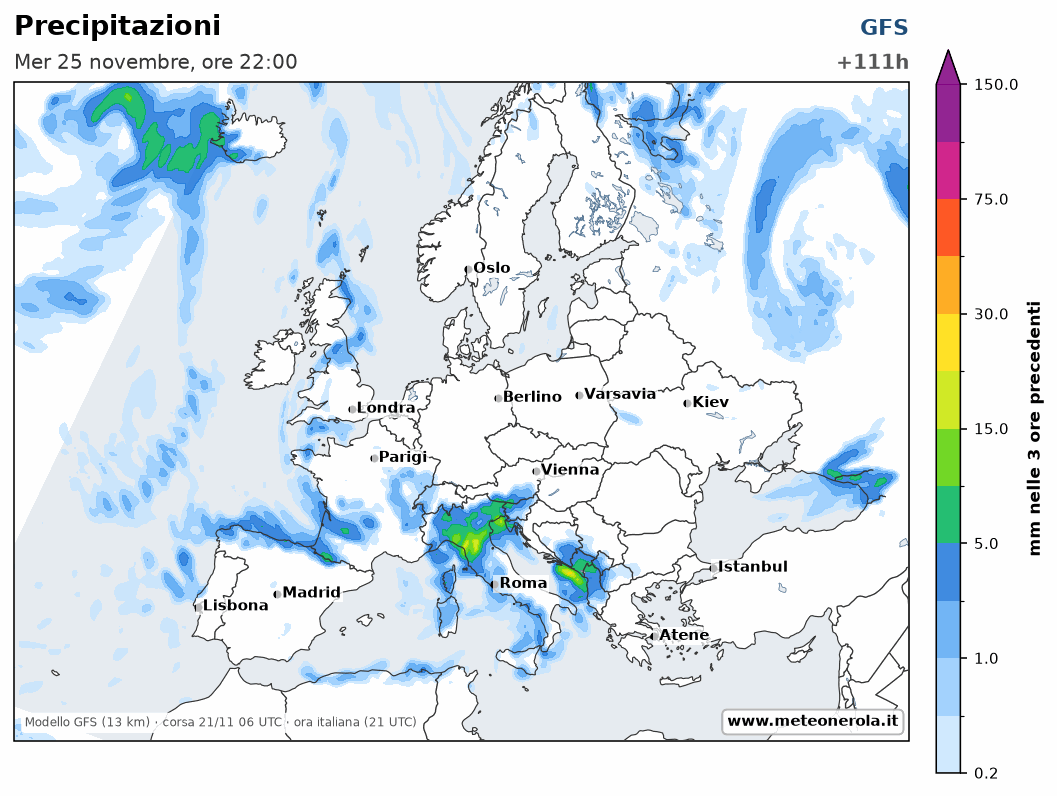 Precipitazioni
GFS
Mer 25 novembre, ore 22:00
+111h
150.0
75.0
30.0
15.0
5.0
1.0
0.2
mm nelle 3 ore precedenti
Oslo
Berlino
Varsavia
Kiev
Londra
Parigi
Vienna
Istanbul
Roma
Madrid
Lisbona
Atene
Modello GFS (13 km) · corsa 21/11 06 UTC · ora italiana (21 UTC)
www.meteonerola.it